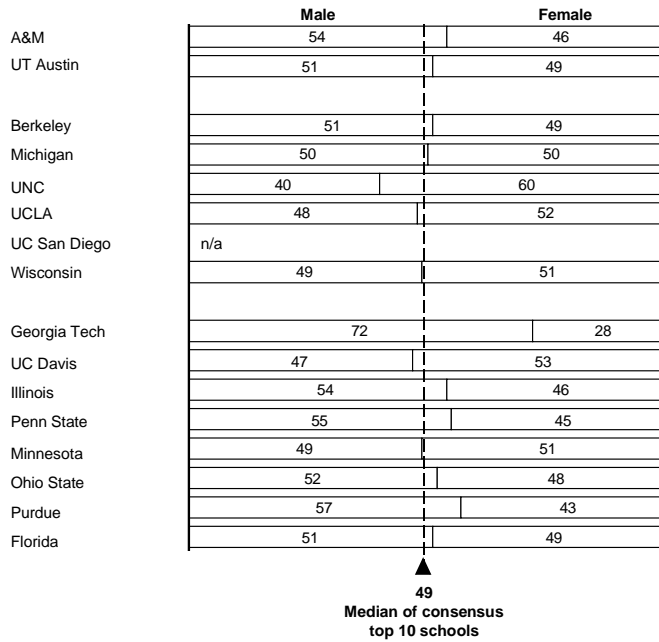 Male Female
A&M 54 46
UT Austin 51 49
Berkeley 51 49
Michigan 50 50
UNC 40 60
UCLA 48 52
UC San Diego n/a
Wisconsin 49 51
Georgia Tech 72 28
UC Davis 47 53
Illinois 54 46
Penn State 55 45
Minnesota 49 51
Ohio State 52 48
Purdue 57 43
Florida 51 49
49
Median of consensus
top 10 schools